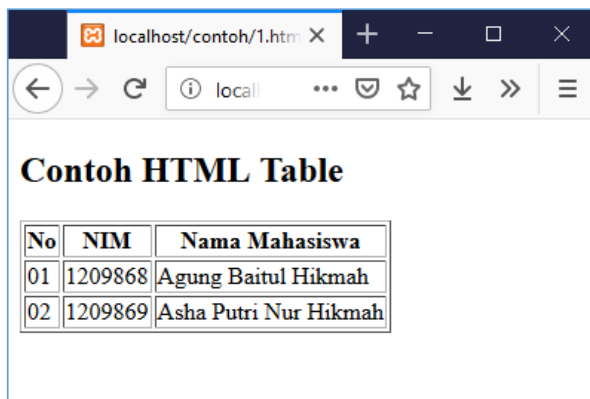 localhost/contoh/1.htm
local
Contoh HTML Table
No NIM Nama Mahasiswa
01 1209868 Agung Baitul Hikmah
02 1209869 Asha Putri Nur Hikmah